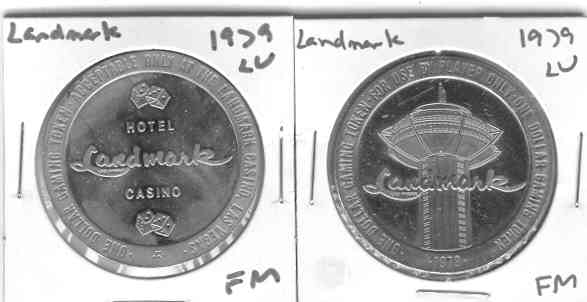 Landmark 1979
LV
ONE DOLLAR GAMING TOKEN ACCEPTABLE ONLY AT THE LANDMARK CASINO, LAS VEGAS
HOTEL
Landmark
CASINO
FM
Landmark 1979
LV
ONE DOLLAR GAMING TOKEN FOR USE BY PLAYER ONLY ONE DOLLAR GAMING TOKEN
Landmark
1979
FM